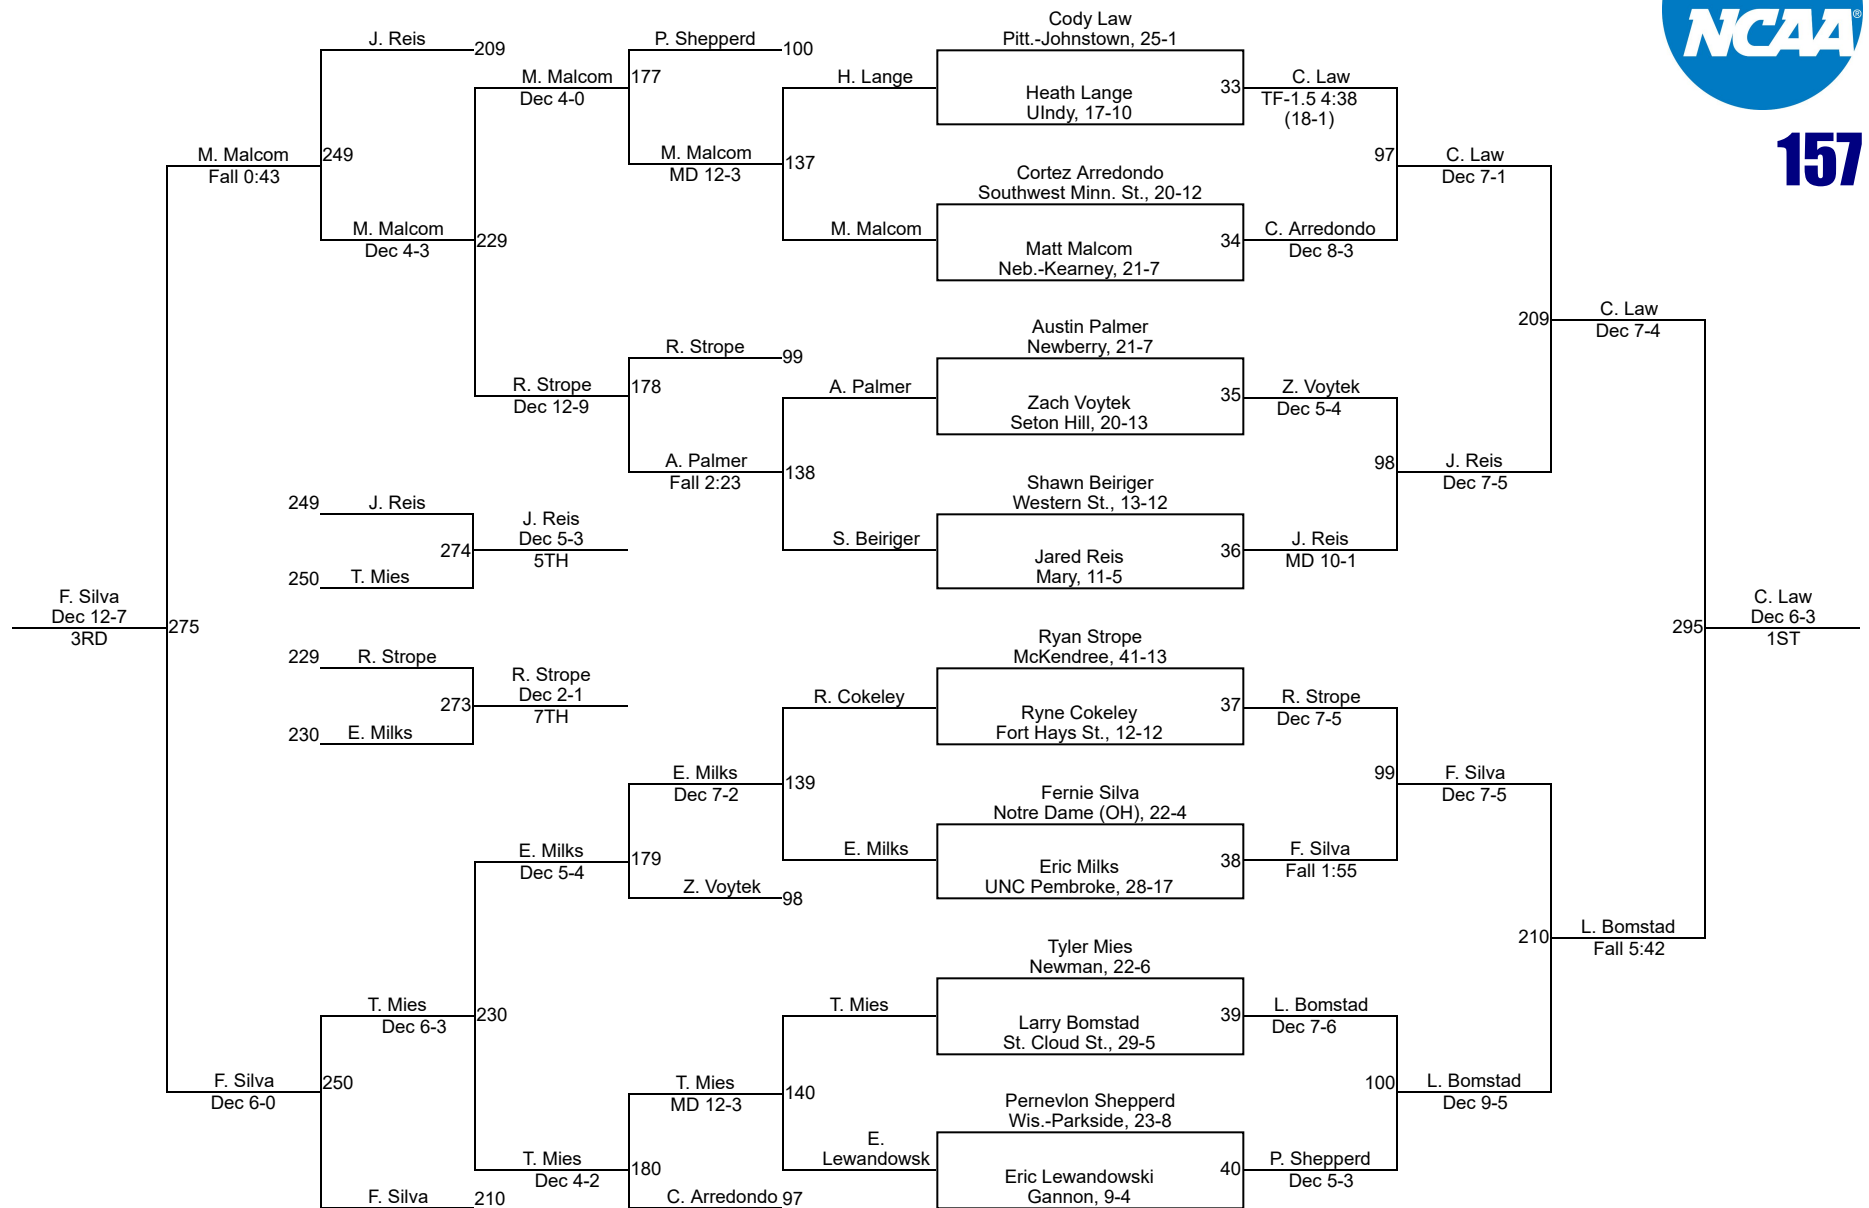 NCAA®
157
Cody Law
Pitt.-Johnstown, 25-1
J. Reis
209
P. Shepperd
100
M. Malcom
177
Dec 4-0
H. Lange
Heath Lange
UIndy, 17-10
33
C. Law
TF-1.5 4:38
(18-1)
M. Malcom
249
Fall 0:43
M. Malcom
137
MD 12-3
97
C. Law
Dec 7-1
Cortez Arredondo
Southwest Minn. St., 20-12
M. Malcom
229
Dec 4-3
M. Malcom
Matt Malcom
Neb.-Kearney, 21-7
34
C. Arredondo
Dec 8-3
209
C. Law
Dec 7-4
Austin Palmer
Newberry, 21-7
R. Strope
99
R. Strope
178
Dec 12-9
A. Palmer
Zach Voytek
Seton Hill, 20-13
35
Z. Voytek
Dec 5-4
A. Palmer
138
Fall 2:23
98
J. Reis
Dec 7-5
Shawn Beiriger
Western St., 13-12
249
J. Reis
J. Reis
Dec 5-3
5TH
274
250
T. Mies
S. Beiriger
Jared Reis
Mary, 11-5
36
J. Reis
MD 10-1
F. Silva
Dec 12-7
3RD
275
295
C. Law
Dec 6-3
1ST
Ryan Strope
McKendree, 41-13
229
R. Strope
R. Strope
Dec 2-1
7TH
273
230
E. Milks
R. Cokeley
Ryne Cokeley
Fort Hays St., 12-12
37
R. Strope
Dec 7-5
E. Milks
139
Dec 7-2
99
F. Silva
Dec 7-5
Fernie Silva
Notre Dame (OH), 22-4
E. Milks
179
Dec 5-4
E. Milks
Eric Milks
UNC Pembroke, 28-17
38
F. Silva
Fall 1:55
Z. Voytek
98
210
L. Bomstad
Fall 5:42
Tyler Mies
Newman, 22-6
T. Mies
230
Dec 6-3
T. Mies
Larry Bomstad
St. Cloud St., 29-5
39
L. Bomstad
Dec 7-6
F. Silva
250
Dec 6-0
T. Mies
140
MD 12-3
100
L. Bomstad
Dec 9-5
Pernevlon Shepperd
Wis.-Parkside, 23-8
T. Mies
180
Dec 4-2
E.
Lewandowsk
Eric Lewandowski
Gannon, 9-4
40
P. Shepperd
Dec 5-3
F. Silva
210
C. Arredondo
97